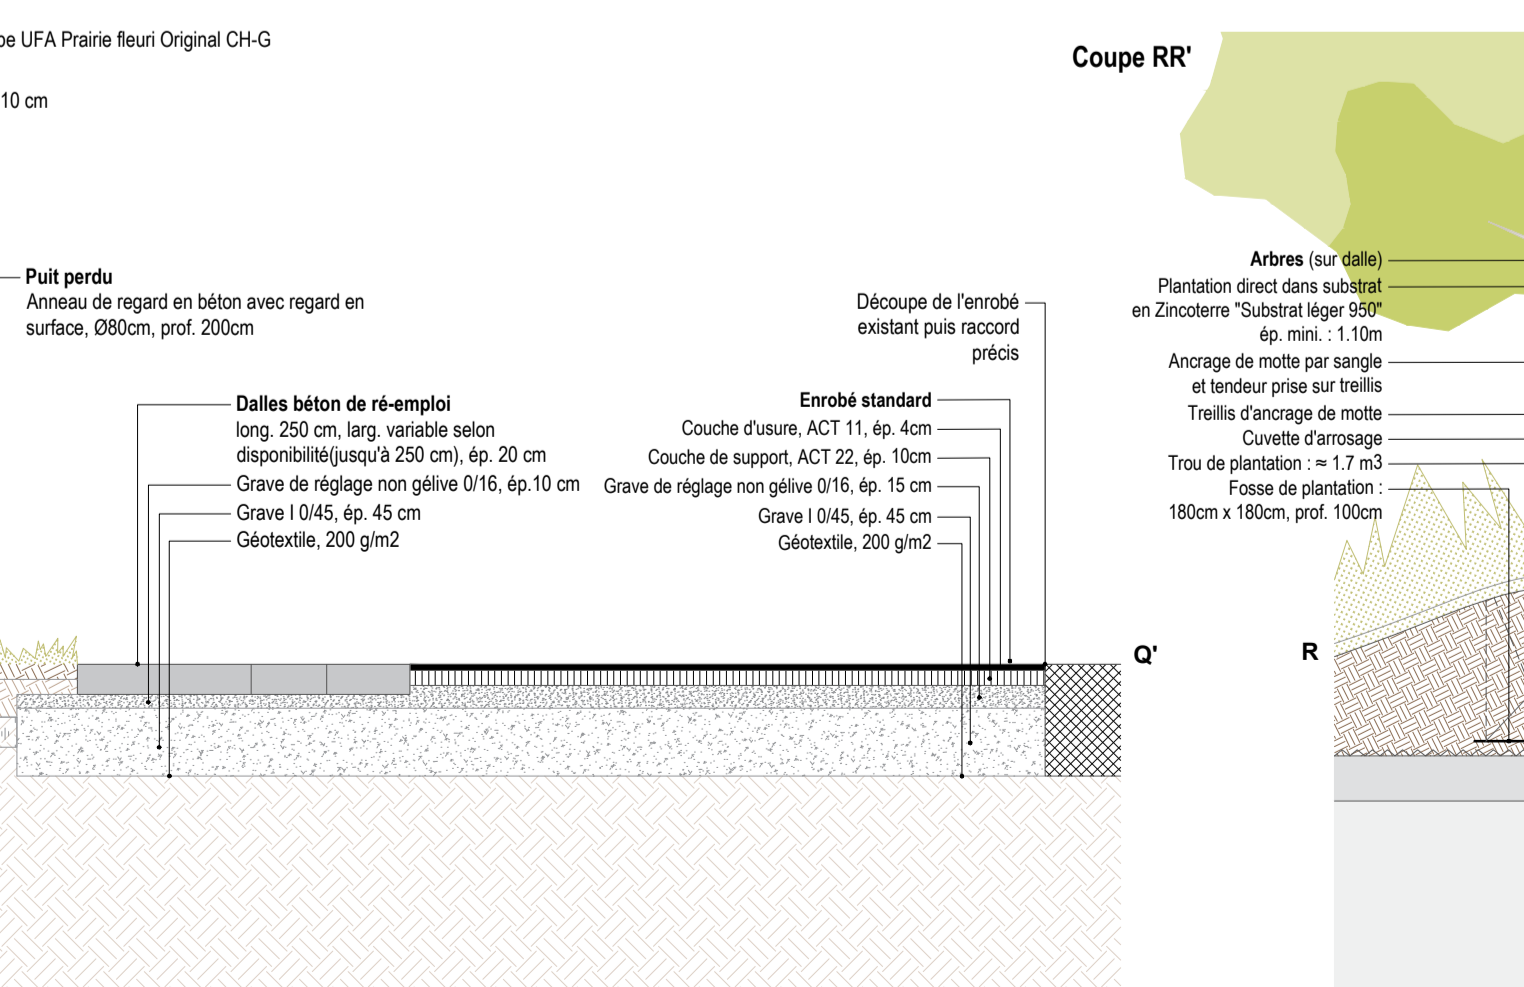 UFA Prairie fleuri Original CH-G
10 cm
Puit perdu
Anneau de regard en béton avec regard en
surface, Ø80cm, prof. 200cm
Dalles béton de ré-emploi
long. 250 cm, larg. variable selon
disponibilité(jusqu'à 250 cm), ép. 20 cm
Grave de réglage non gélive 0/16, ép.10 cm
Grave I 0/45, ép. 45 cm
Géotextile, 200 g/m2
Découpe de l'enrobé
existant puis raccord
précis
Enrobé standard
Couche d'usure, ACT 11, ép. 4cm
Couche de support, ACT 22, ép. 10cm
Grave de réglage non gélive 0/16, ép. 15 cm
Grave I 0/45, ép. 45 cm
Géotextile, 200 g/m2
Q'
Coupe RR'
Arbres (sur dalle)
Plantation direct dans substrat
en Zincoterre "Substrat léger 950"
ép. mini. : 1.10m
Ancrage de motte par sangle
et tendeur prise sur treillis
Treillis d'ancrage de motte
Cuvette d'arrosage
Trou de plantation : ≈ 1.7 m3
Fosse de plantation :
180cm x 180cm, prof. 100cm
R